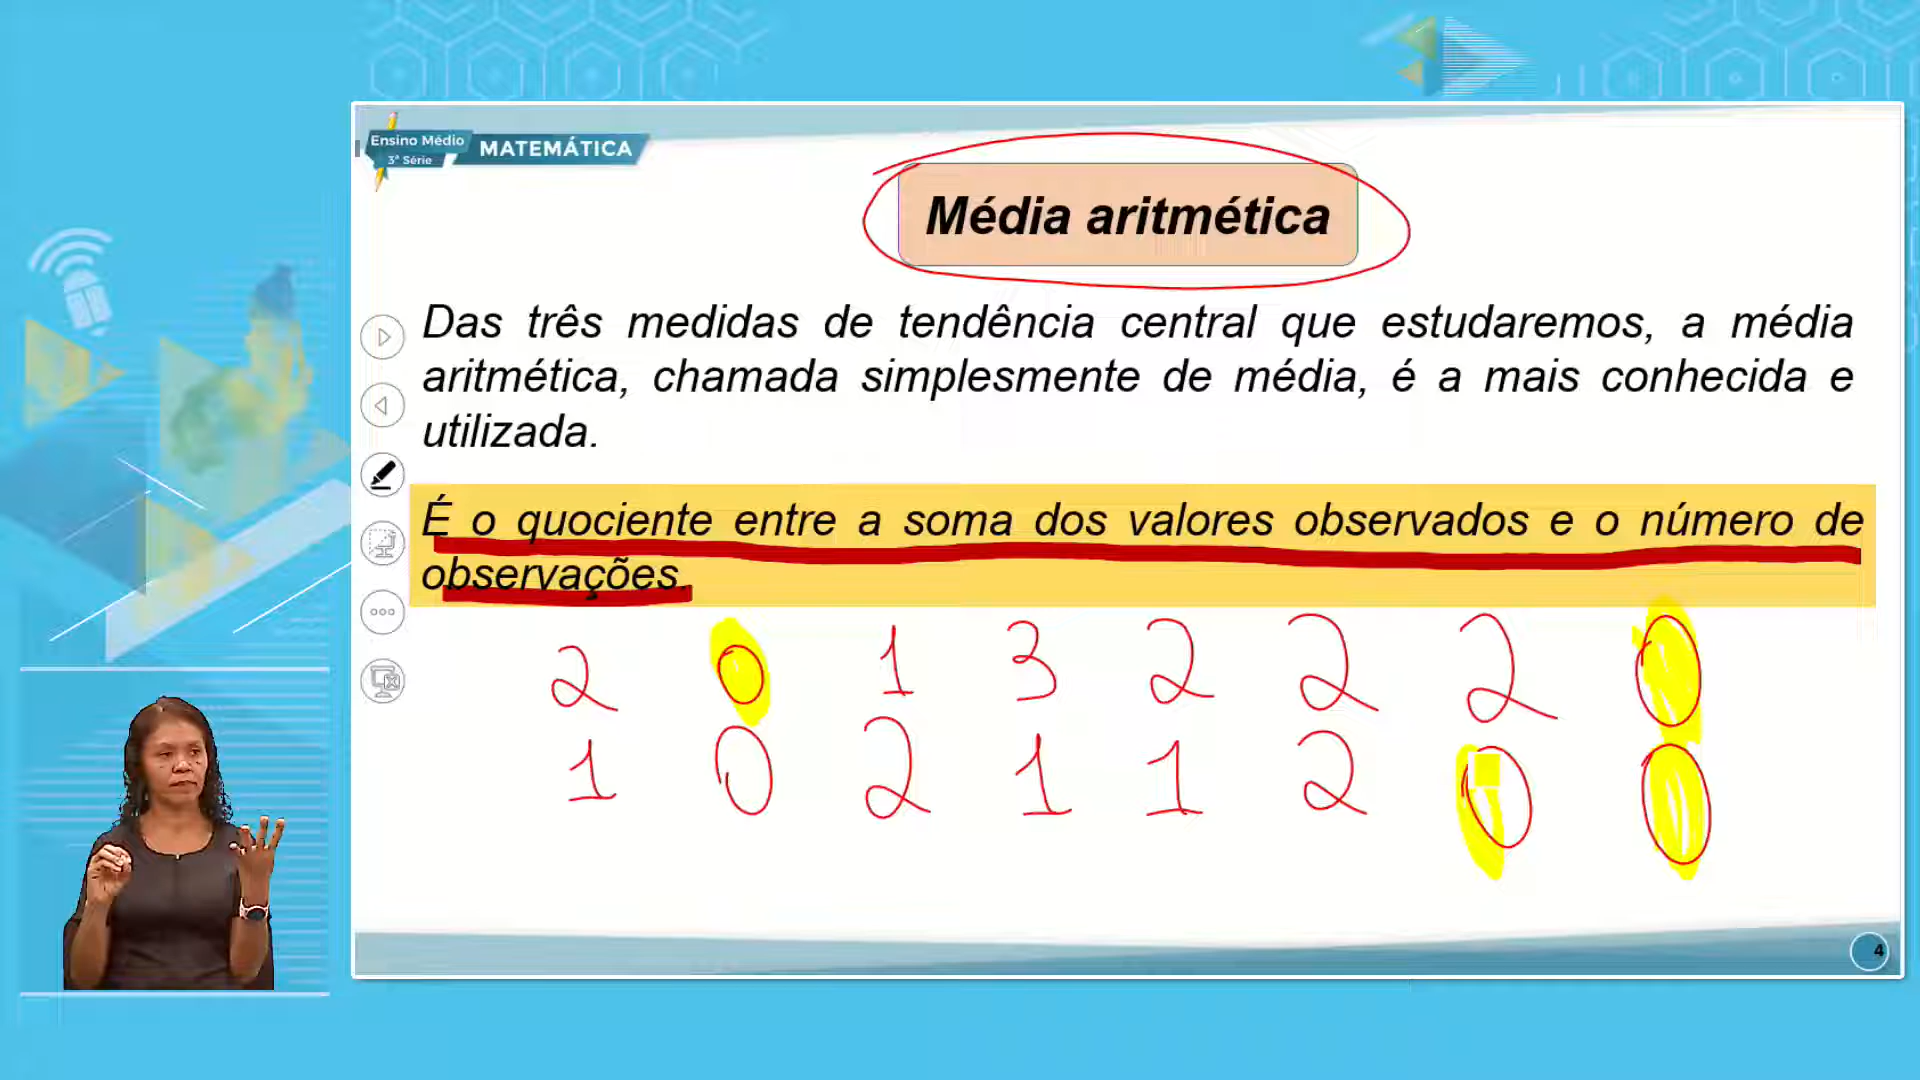 Ensino Médio
3ª Série
MATEMÁTICA
Média aritmética
Das três medidas de tendência central que estudaremos, a média
aritmética, chamada simplesmente de média, é a mais conhecida e
utilizada.
É o quociente entre a soma dos valores observados e o número de
observações.
2 0 1 3 2 2 2 0
1 0 2 1 1 2 0 0
4